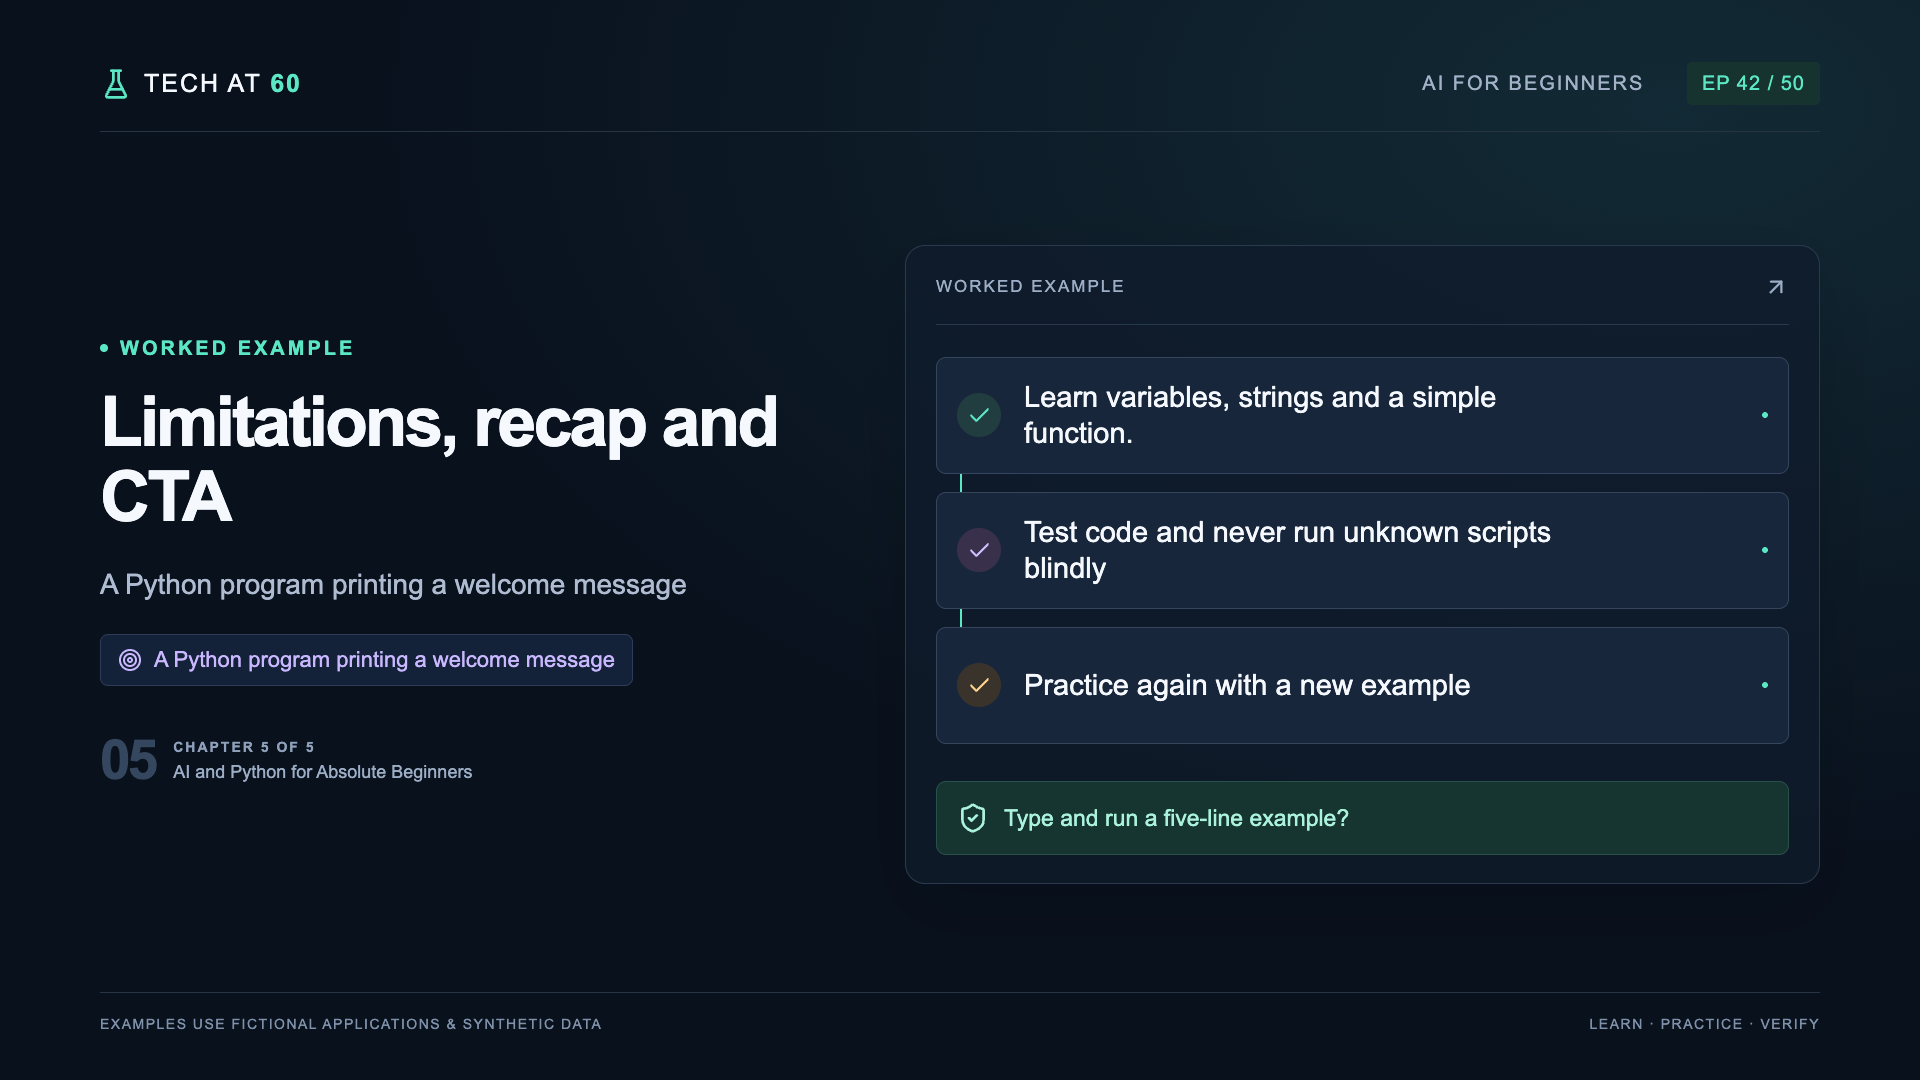 TECH AT 60
AI FOR BEGINNERS
EP 42 / 50
WORKED EXAMPLE
Limitations, recap and
CTA
A Python program printing a welcome message
A Python program printing a welcome message
05
CHAPTER 5 OF 5
AI and Python for Absolute Beginners
WORKED EXAMPLE
Learn variables, strings and a simple
function.
Test code and never run unknown scripts
blindly
Practice again with a new example
Type and run a five-line example?
EXAMPLES USE FICTIONAL APPLICATIONS & SYNTHETIC DATA
LEARN · PRACTICE · VERIFY